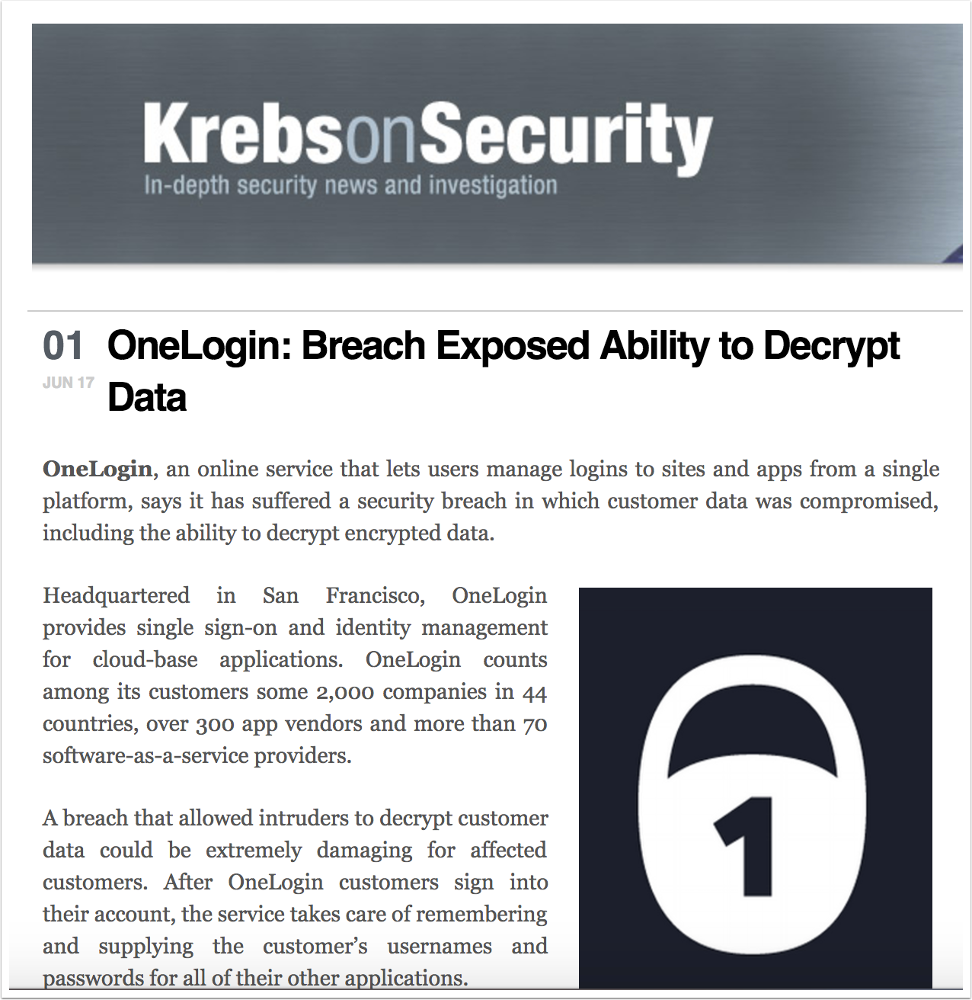 KrebsonSecurity
In-depth security news and investigation
01 OneLogin: Breach Exposed Ability to Decrypt
JUN 17 Data
OneLogin, an online service that lets users manage logins to sites and apps from a single
platform, says it has suffered a security breach in which customer data was compromised,
including the ability to decrypt encrypted data.
Headquartered in San Francisco, OneLogin
provides single sign-on and identity management
for cloud-base applications. OneLogin counts
among its customers some 2,000 companies in 44
countries, over 300 app vendors and more than 70
software-as-a-service providers.
A breach that allowed intruders to decrypt customer
data could be extremely damaging for affected
customers. After OneLogin customers sign into
their account, the service takes care of remembering
and supplying the customer’s usernames and
passwords for all of their other applications.
1